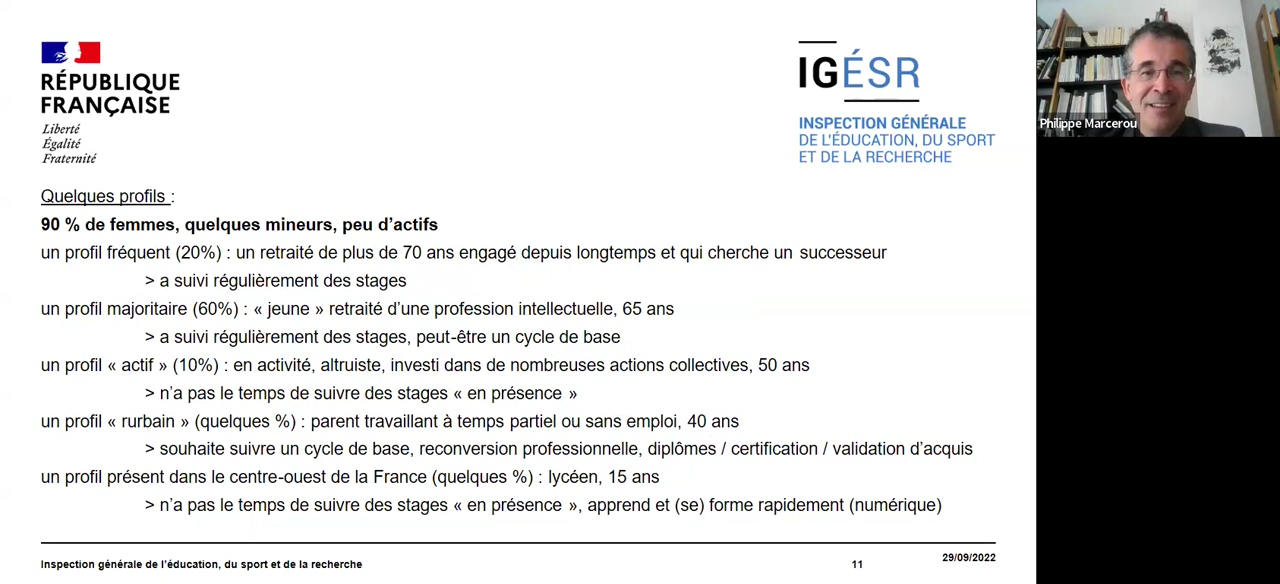 RÉPUBLIQUE
FRANÇAISE
Liberté
Égalité
Fraternité
IGÉSR
INSPECTION GÉNÉRALE
DE L'ÉDUCATION, DU SPORT
ET DE LA RECHERCHE
Philippe Marcerou
Quelques profils :
90 % de femmes, quelques mineurs, peu d’actifs
un profil fréquent (20%) : un retraité de plus de 70 ans engagé depuis longtemps et qui cherche un successeur
> a suivi régulièrement des stages
un profil majoritaire (60%) : « jeune » retraité d’une profession intellectuelle, 65 ans
> a suivi régulièrement des stages, peut-être un cycle de base
un profil « actif » (10%) : en activité, altruiste, investi dans de nombreuses actions collectives, 50 ans
> n’a pas le temps de suivre des stages « en présence »
un profil « rurbain » (quelques %) : parent travaillant à temps partiel ou sans emploi, 40 ans
> souhaite suivre un cycle de base, reconversion professionnelle, diplômes / certification / validation d’acquis
un profil présent dans le centre-ouest de la France (quelques %) : lycéen, 15 ans
> n’a pas le temps de suivre des stages « en présence », apprend et (se) forme rapidement (numérique)
Inspection générale de l’éducation, du sport et de la recherche
11
29/09/2022